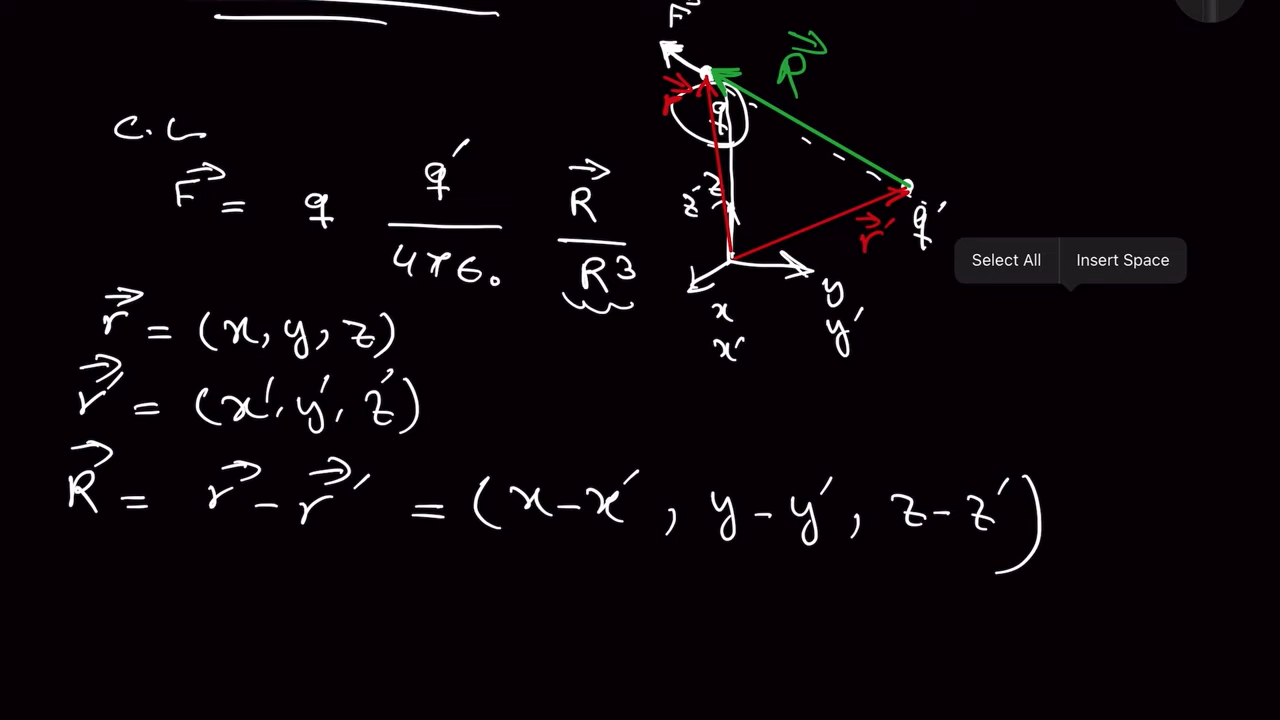 C.L
F⃗ = q q′/4πε₀ R⃗/R³
r⃗ = (x, y, z)
r⃗′ = (x′, y′, z′)
R⃗ = r⃗ - r⃗′ = (x-x′, y-y′, z-z′)
F⃗
R⃗
r⃗
q
z′ z
r⃗′
q′
y
y′
x
x′
Select All
Insert Space